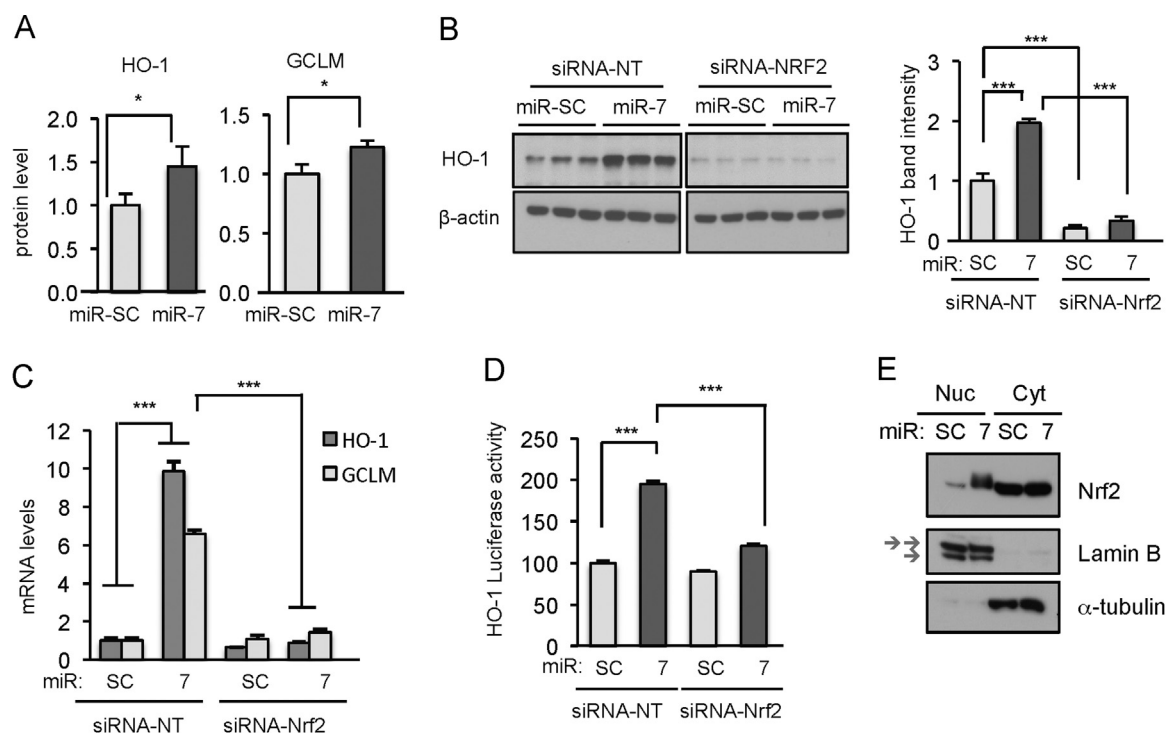 A
HO-1
GCLM
*
*
protein level
2.0
1.5
1.0
0.5
0.0
1.5
1.0
0.5
0.0
miR-SC miR-7
miR-SC miR-7
B
siRNA-NT siRNA-NRF2
miR-SC miR-7 miR-SC miR-7
HO-1
β-actin
HO-1 band intensity
3
2
1
0
***
***
***
miR: SC 7 SC 7
siRNA-NT siRNA-Nrf2
C
mRNA levels
12
10
8
6
4
2
0
***
***
HO-1
GCLM
miR: SC 7 SC 7
siRNA-NT siRNA-Nrf2
D
HO-1 Luciferase activity
250
200
150
100
50
00
***
***
miR: SC 7 SC 7
siRNA-NT siRNA-Nrf2
E
Nuc Cyt
miR: SC 7 SC 7
Nrf2
Lamin B
α-tubulin